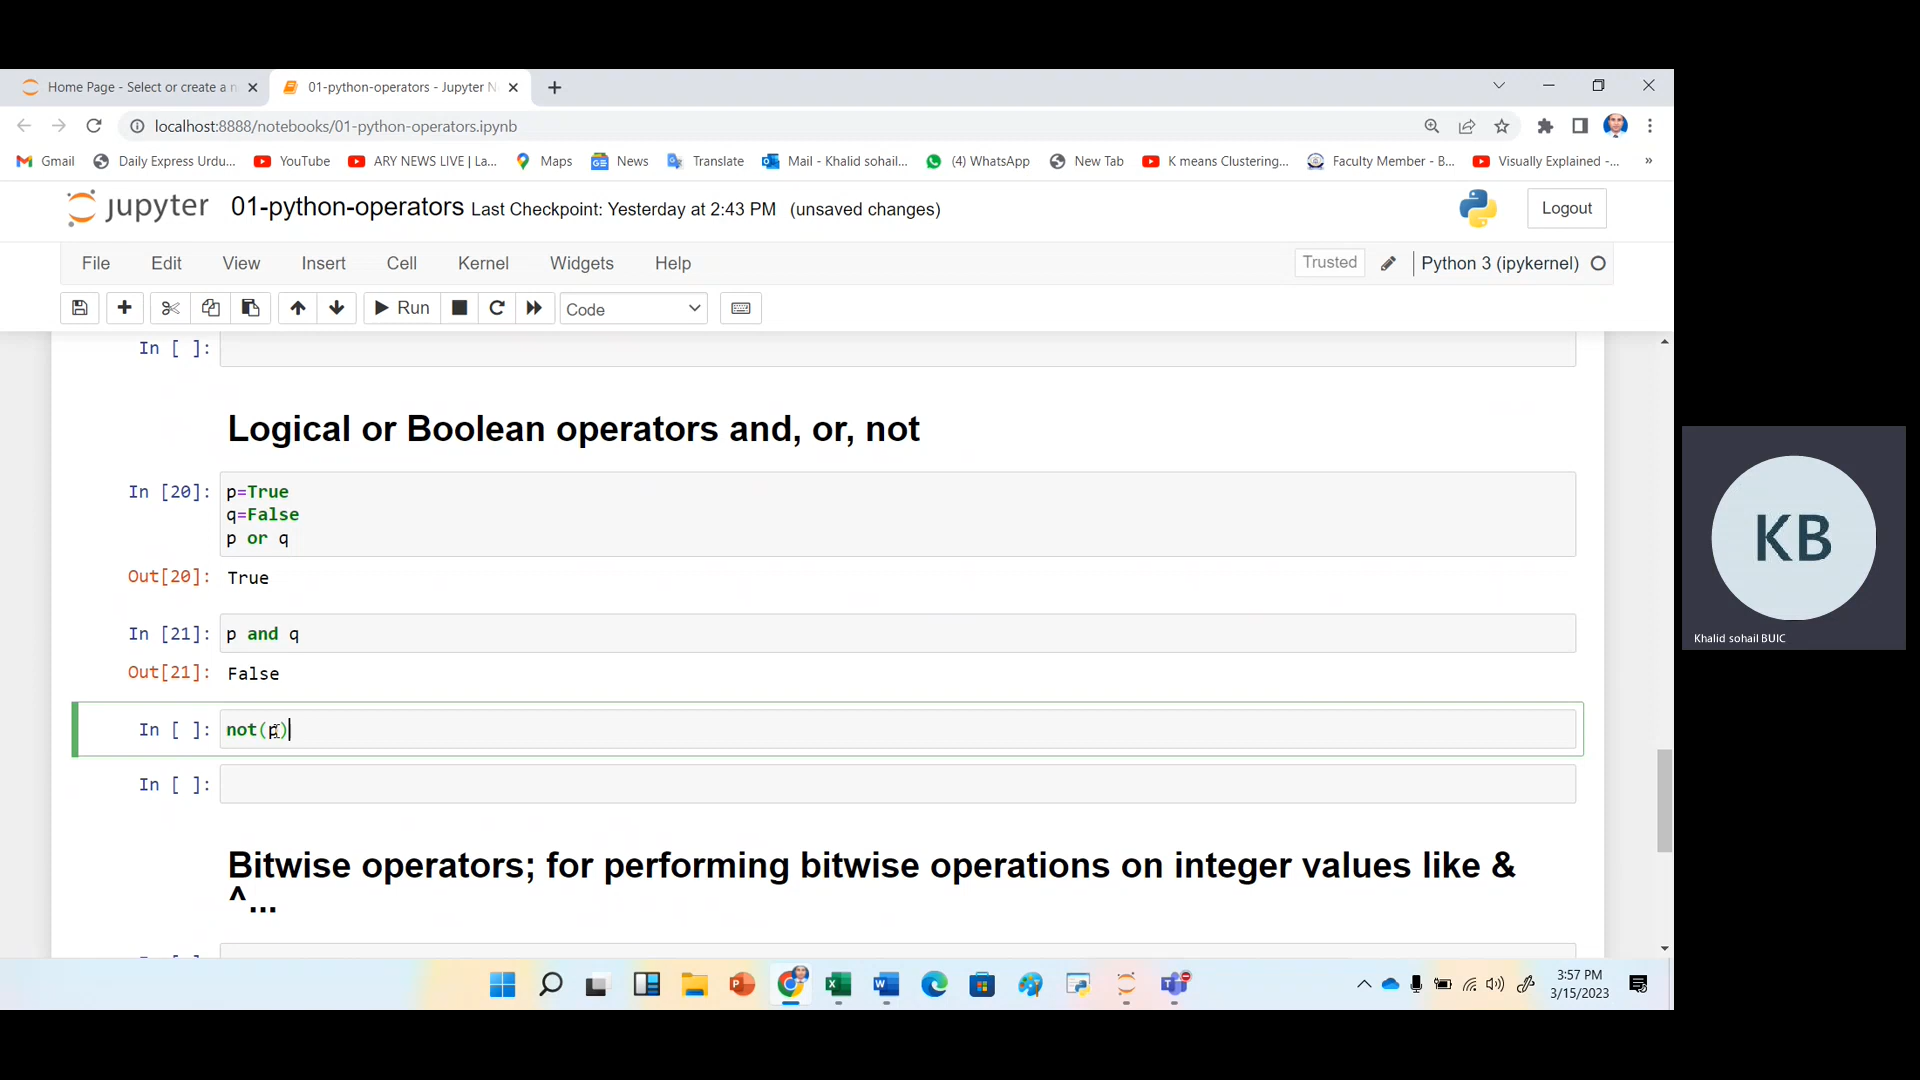 Home Page - Select or create a n
01-python-operators - Jupyter N
localhost:8888/notebooks/01-python-operators.ipynb
Gmail
Daily Express Urdu...
YouTube
ARY NEWS LIVE | La...
Maps
News
Translate
Mail - Khalid sohail...
(4) WhatsApp
New Tab
K means Clustering...
Faculty Member - B...
Visually Explained -...
»
jupyter
01-python-operators Last Checkpoint: Yesterday at 2:43 PM (unsaved changes)
Logout
File
Edit
View
Insert
Cell
Kernel
Widgets
Help
Trusted
Python 3 (ipykernel)
Run
Code
In [ ]:
Logical or Boolean operators and, or, not
In [20]:
p=True
q=False
p or q
Out[20]:
True
In [21]:
p and q
Out[21]:
False
In [ ]:
not(p)
In [ ]:
Bitwise operators; for performing bitwise operations on integer values like &
^...
KB
Khalid sohail BUIC
3:57 PM
3/15/2023